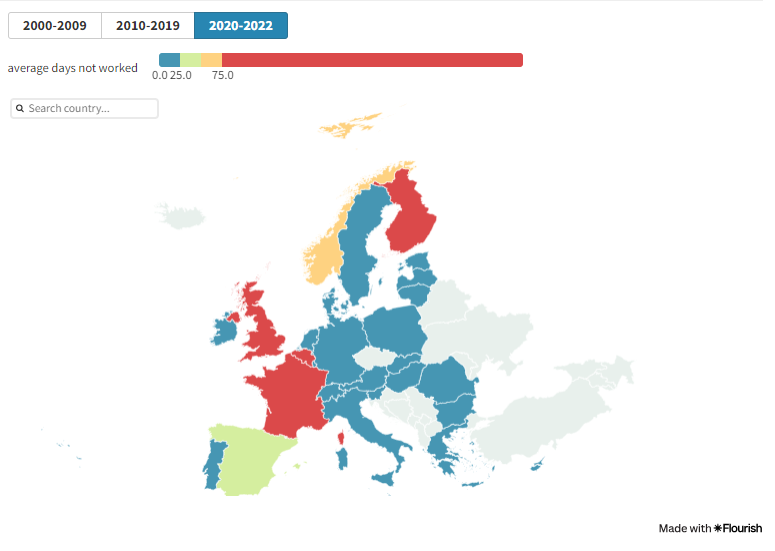 2000-2009 2010-2019 2020-2022
average days not worked
0.0 25.0 75.0
Search country...
Made with ✷Flourish